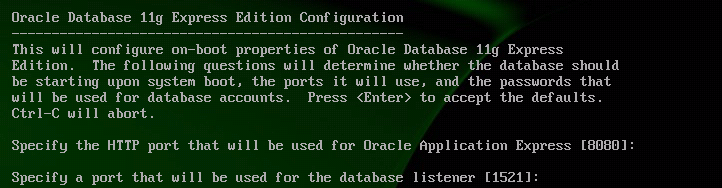 Oracle Database 11g Express Edition Configuration
-------------------------------------------------
This will configure on-boot properties of Oracle Database 11g Express
Edition.  The following questions will determine whether the database should
be starting upon system boot, the ports it will use, and the passwords that
will be used for database accounts.  Press <Enter> to accept the defaults.
Ctrl-C will abort.
Specify the HTTP port that will be used for Oracle Application Express [8080]:
Specify a port that will be used for the database listener [1521]: